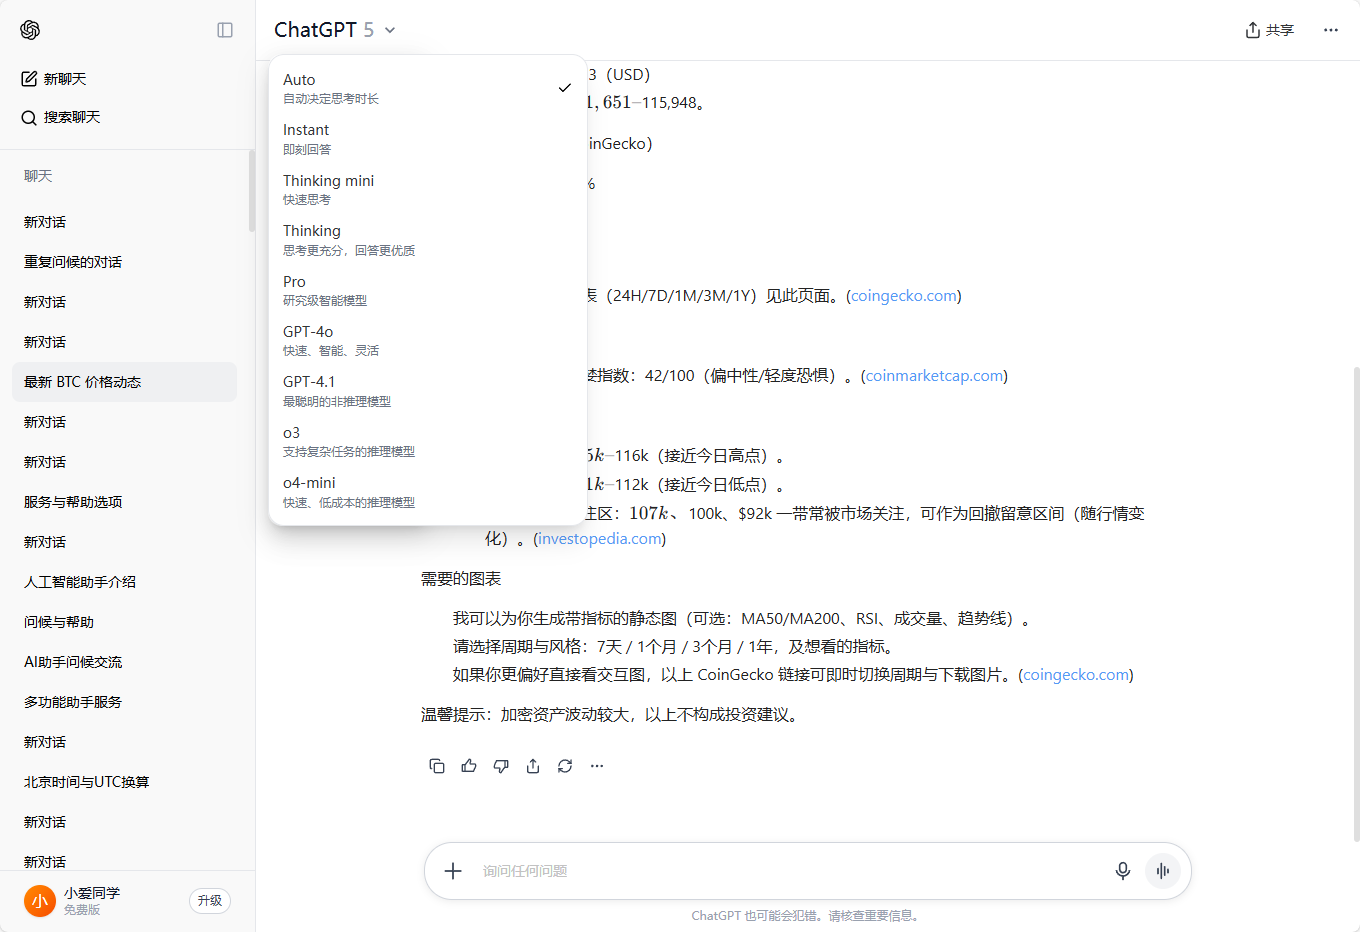 新聊天
搜索聊天
聊天
新对话
重复问候的对话
新对话
新对话
最新 BTC 价格动态
新对话
新对话
服务与帮助选项
新对话
人工智能助手介绍
问候与帮助
AI助手问候交流
多功能助手服务
新对话
北京时间与UTC换算
新对话
新对话
小
小爱同学
免费版
升级
ChatGPT 5
共享
Auto
自动决定思考时长
Instant
即刻回答
Thinking mini
快速思考
Thinking
思考更充分，回答更优质
Pro
研究级智能模型
GPT-4o
快速、智能、灵活
GPT-4.1
最聪明的非推理模型
o3
支持复杂任务的推理模型
o4-mini
快速、低成本的推理模型
3（USD）
1,651–115,948。
inGecko）
%
表（24H/7D/1M/3M/1Y）见此页面。(coingecko.com)
婪指数：42/100（偏中性/轻度恐惧）。(coinmarketcap.com)
5k–116k（接近今日高点）。
1k–112k（接近今日低点）。
注区：107k、100k、$92k 一带常被市场关注，可作为回撤留意区间（随行情变
化）。(investopedia.com)
需要的图表
我可以为你生成带指标的静态图（可选：MA50/MA200、RSI、成交量、趋势线）。
请选择周期与风格：7天 / 1个月 / 3个月 / 1年，及想看的指标。
如果你更偏好直接看交互图，以上 CoinGecko 链接可即时切换周期与下载图片。(coingecko.com)
温馨提示：加密资产波动较大，以上不构成投资建议。
询问任何问题
ChatGPT 也可能会犯错。请核查重要信息。